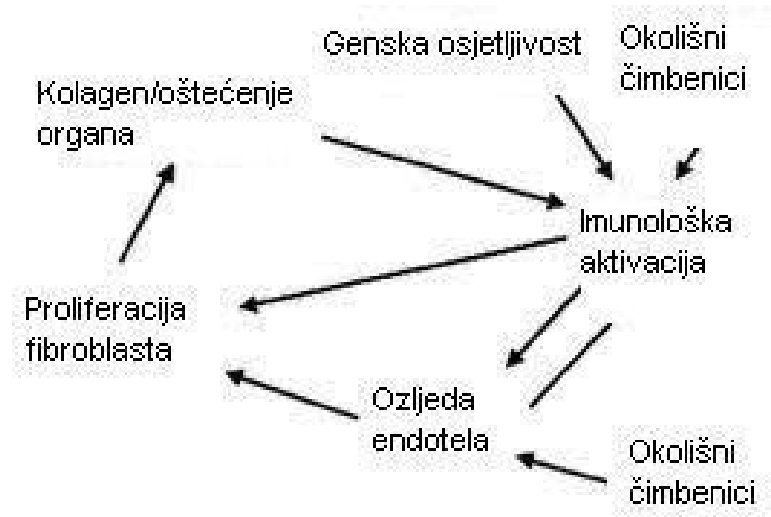 Genska osjetljivost
Okolišni
čimbenici
Kolagen/oštećenje
organa
Imunološka
aktivacija
Proliferacija
fibroblasta
Ozljeda
endotela
Okolišni
čimbenici